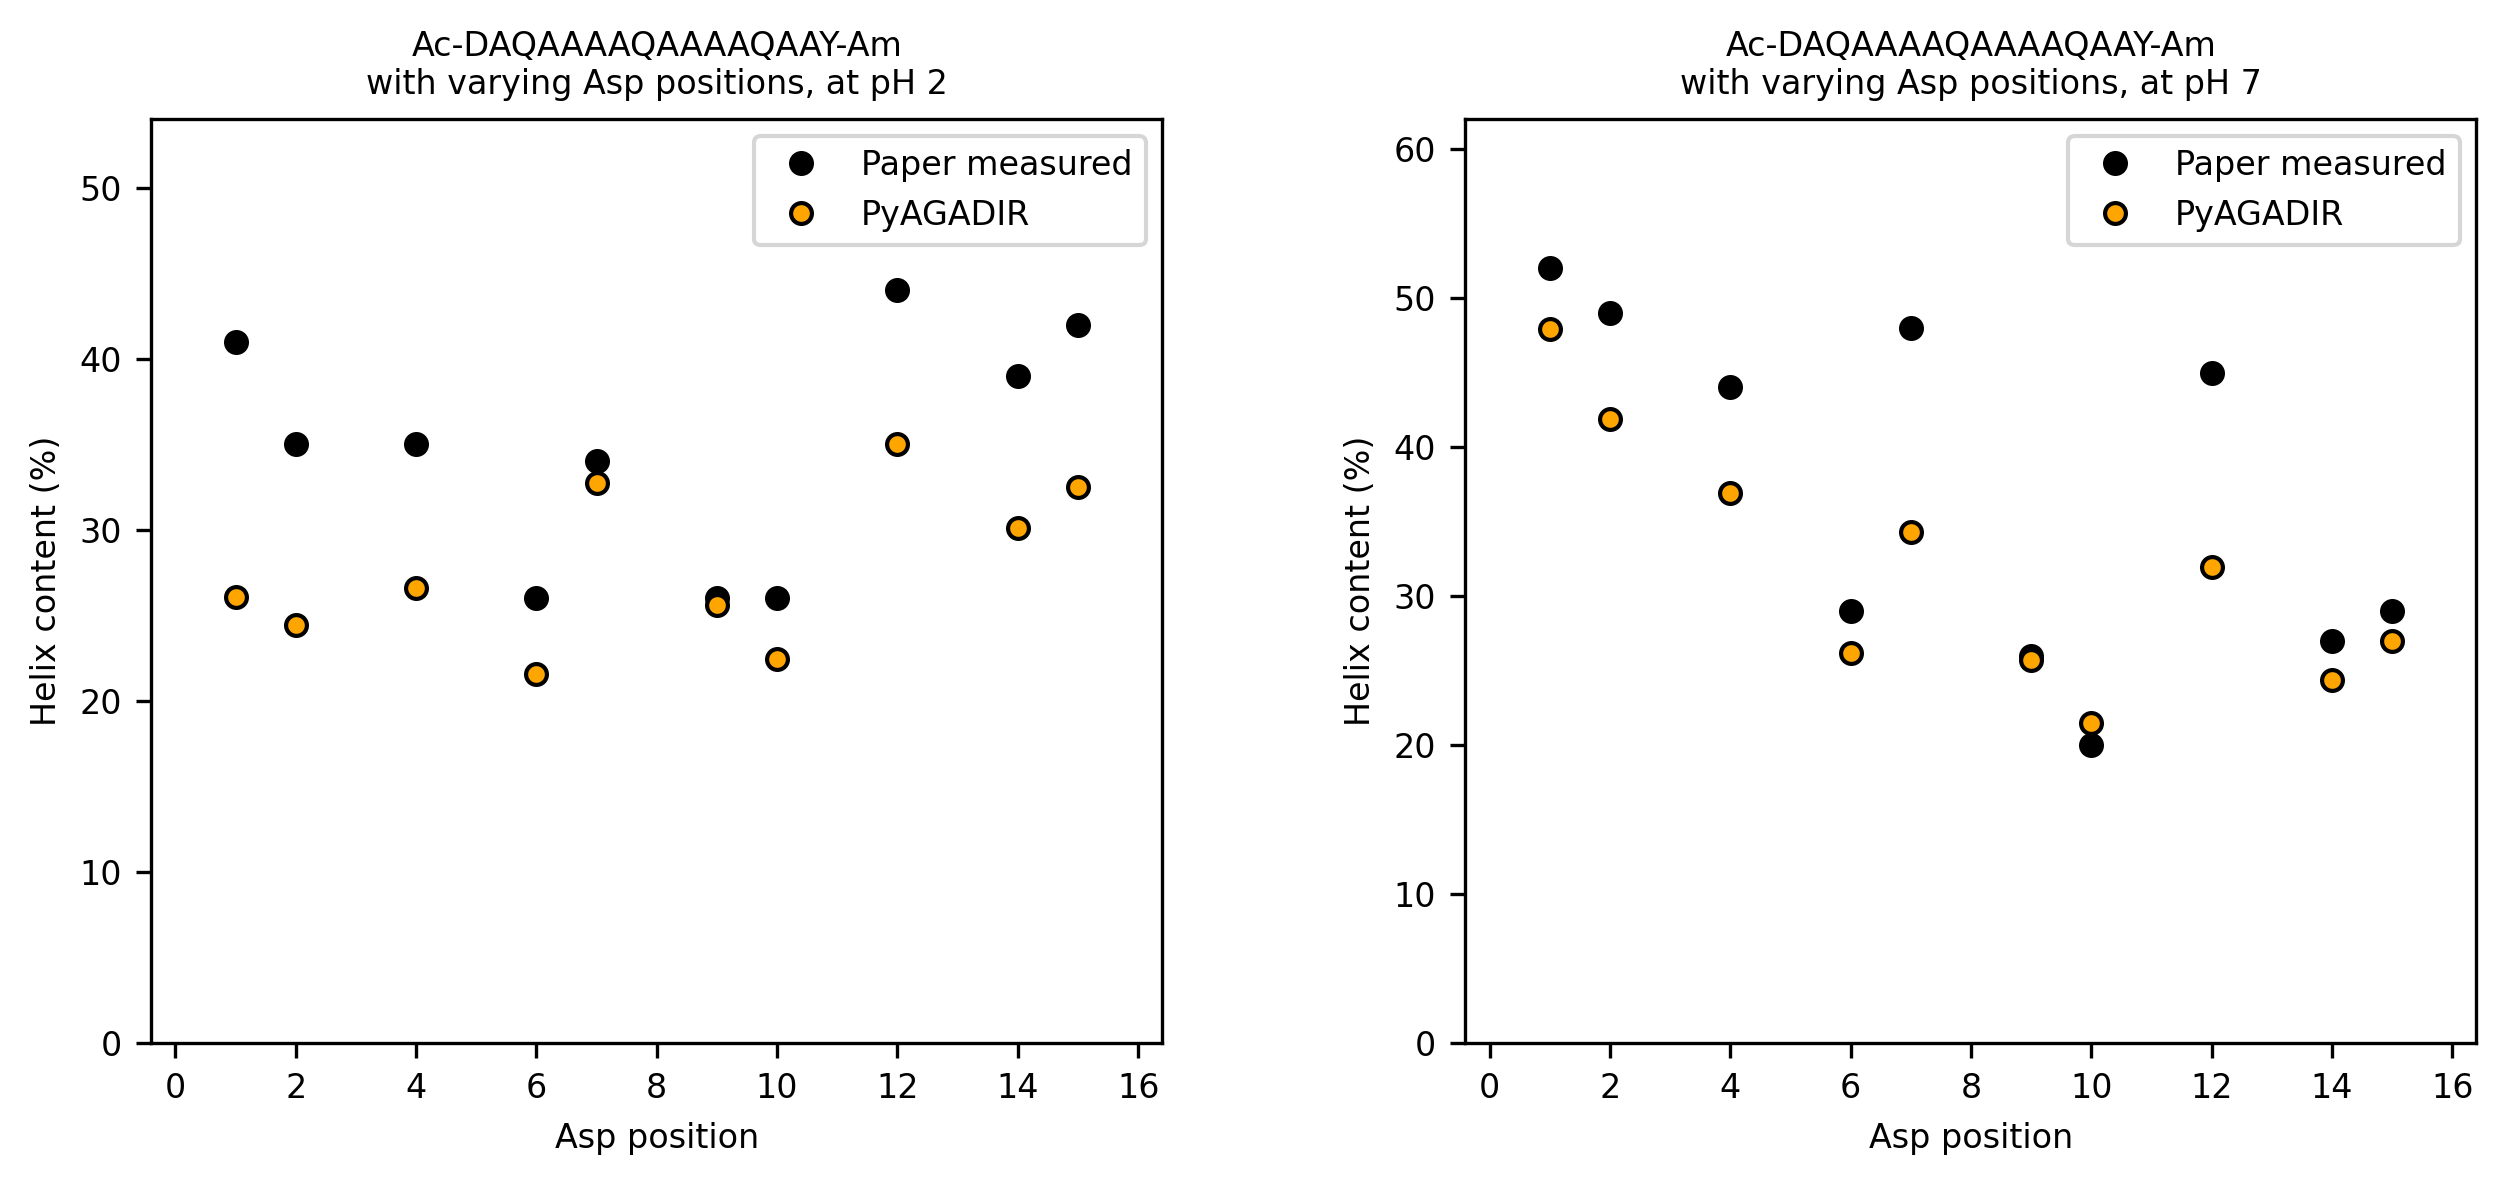 Ac-DAQAAAAQAAAAQAAY-Am
with varying Asp positions, at pH 2
Paper measured
PyAGADIR
50
40
30
20
10
0
Helix content (%)
0 2 4 6 8 10 12 14 16
Asp position
Ac-DAQAAAAQAAAAQAAY-Am
with varying Asp positions, at pH 7
Paper measured
PyAGADIR
60
50
40
30
20
10
0
Helix content (%)
0 2 4 6 8 10 12 14 16
Asp position